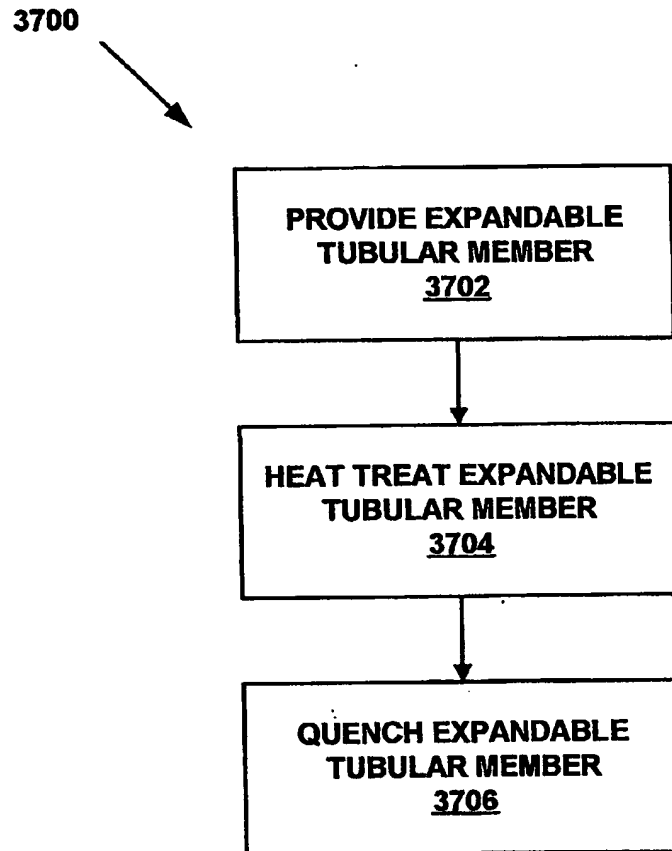 3700
PROVIDE EXPANDABLE
TUBULAR MEMBER
3702
HEAT TREAT EXPANDABLE
TUBULAR MEMBER
3704
QUENCH EXPANDABLE
TUBULAR MEMBER
3706